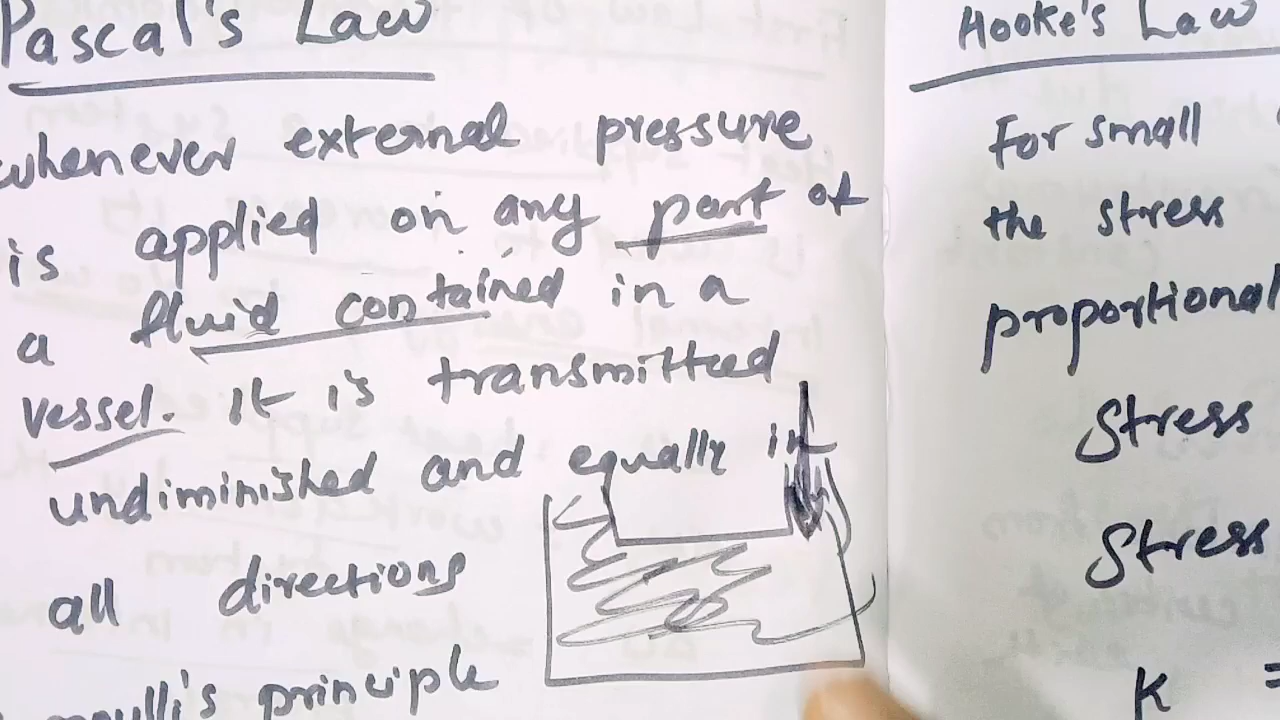 Pascal's Law
whenever external pressure
is applied on any part of
a fluid contained in a
vessel. It is transmitted
undiminished and equally in
all directions
principle
Hooke's Law
For small
the stress
proportional
Stress
Stress
K =